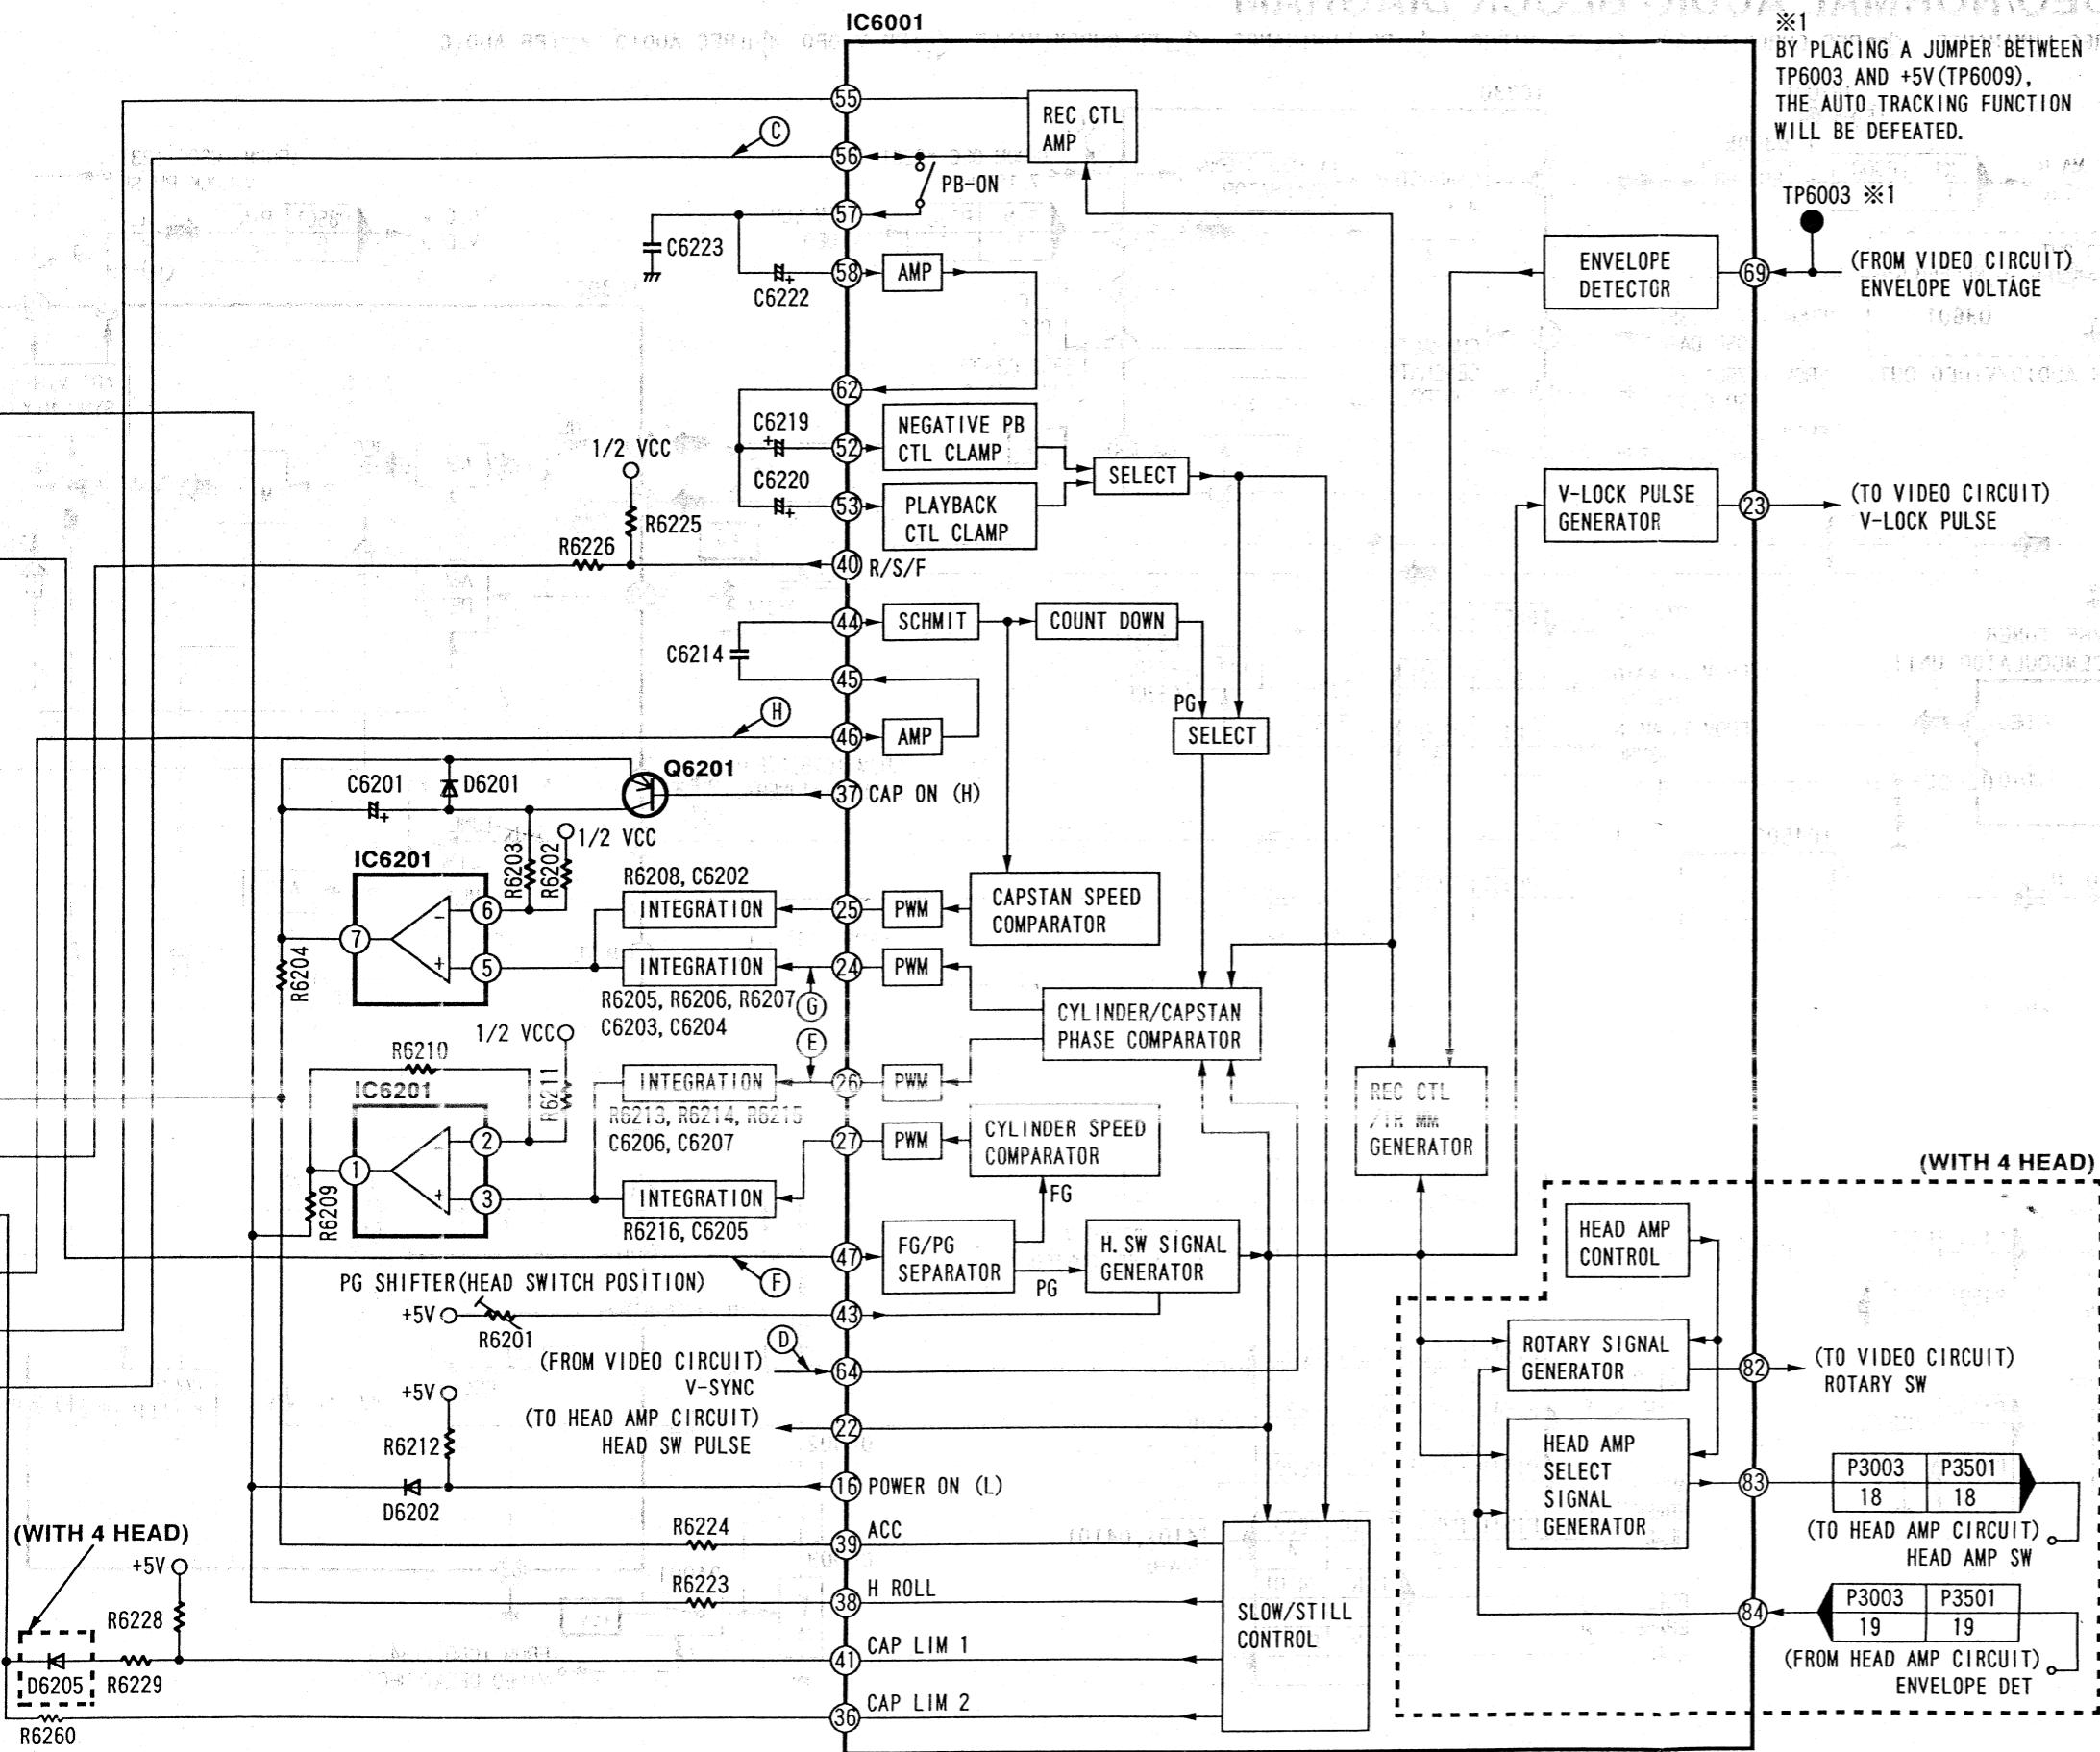 IC6001
※1
BY PLACING A JUMPER BETWEEN
TP6003 AND +5V(TP6009),
THE AUTO TRACKING FUNCTION
WILL BE DEFEATED.
55
REC CTL
AMP
C
56
PB-ON
57
C6223
58
AMP
C6222
TP6003 ※1
ENVELOPE
DETECTOR
69
(FROM VIDEO CIRCUIT)
ENVELOPE VOLTAGE
62
C6219
52
NEGATIVE PB
CTL CLAMP
SELECT
1/2 VCC
C6220
53
PLAYBACK
CTL CLAMP
R6225
R6226
40
R/S/F
V-LOCK PULSE
GENERATOR
23
(TO VIDEO CIRCUIT)
V-LOCK PULSE
44
SCHMIT
COUNT DOWN
C6214
45
PG
SELECT
H
46
AMP
Q6201
C6201
D6201
37
CAP ON (H)
1/2 VCC
R6203
R6202
IC6201
6
7
5
R6204
R6208, C6202
INTEGRATION
25
PWM
CAPSTAN SPEED
COMPARATOR
INTEGRATION
24
PWM
R6205, R6206, R6207
C6203, C6204
G
CYLINDER/CAPSTAN
PHASE COMPARATOR
1/2 VCC
E
R6210
R6211
IC6201
INTEGRATION
26
PWM
R6213, R6214, R6215
C6206, C6207
REC CTL
/TR MM
GENERATOR
2
1
3
R6209
27
PWM
CYLINDER SPEED
COMPARATOR
INTEGRATION
R6216, C6205
FG
47
FG/PG
SEPARATOR
PG
H.SW SIGNAL
GENERATOR
F
PG SHIFTER(HEAD SWITCH POSITION)
+5V
R6201
43
D
(FROM VIDEO CIRCUIT)
V-SYNC
64
+5V
(TO HEAD AMP CIRCUIT)
HEAD SW PULSE
22
R6212
16
POWER ON (L)
D6202
(WITH 4 HEAD)
HEAD AMP
CONTROL
ROTARY SIGNAL
GENERATOR
82
(TO VIDEO CIRCUIT)
ROTARY SW
HEAD AMP
SELECT
SIGNAL
GENERATOR
83
P3003 P3501
18 18
(TO HEAD AMP CIRCUIT)
HEAD AMP SW
84
P3003 P3501
19 19
(FROM HEAD AMP CIRCUIT)
ENVELOPE DET
(WITH 4 HEAD)
+5V
R6224
39
ACC
R6223
38
H ROLL
SLOW/STILL
CONTROL
R6228
D6205
R6229
41
CAP LIM 1
R6260
36
CAP LIM 2